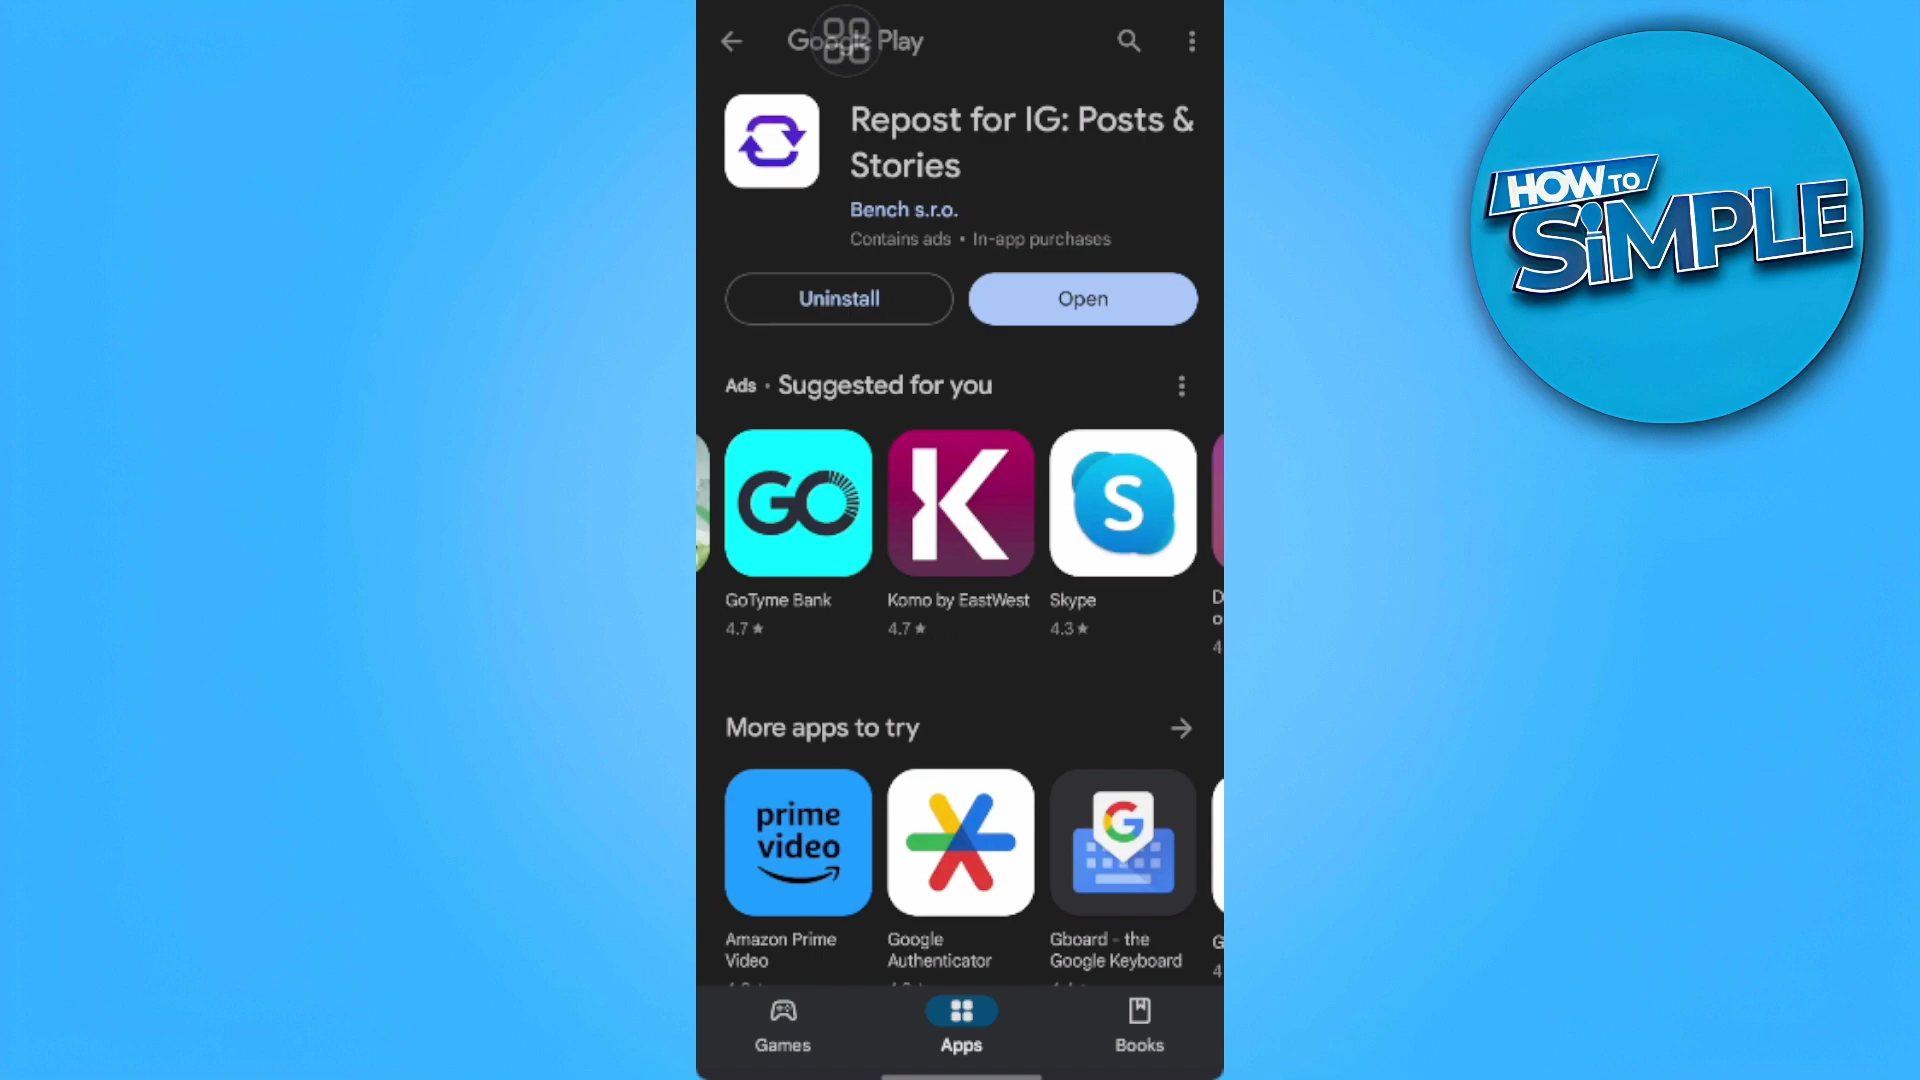 Google Play
Repost for IG: Posts &
Stories
Bench s.r.o.
Contains ads • In-app purchases
Uninstall
Open
Ads • Suggested for you
GO
K
S
GoTyme Bank
Komo by EastWest
Skype
4.7 ★
4.7 ★
4.3 ★
More apps to try
prime
video
G
Amazon Prime
Video
Google
Authenticator
Gboard - the
Google Keyboard
Games
Apps
Books
HOW TO
SiMPLE